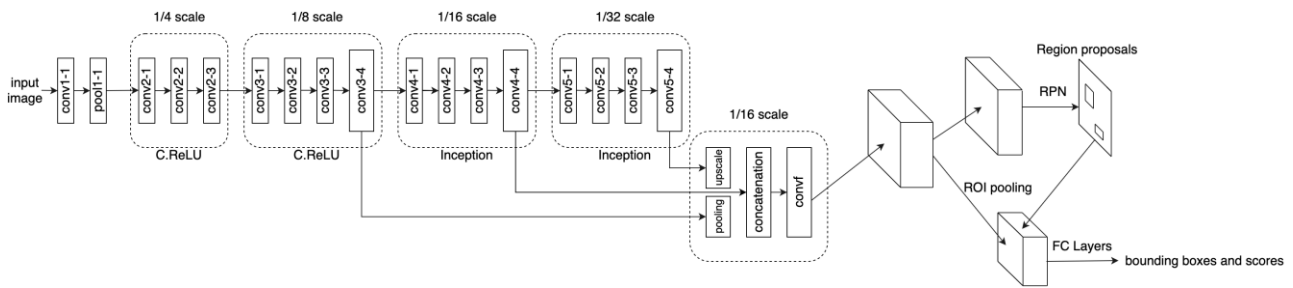 1/4 scale
1/8 scale
1/16 scale
1/32 scale
input
image
conv1-1
pool1-1
conv2-1
conv2-2
conv2-3
conv3-1
conv3-2
conv3-3
conv3-4
conv4-1
conv4-2
conv4-3
conv4-4
conv5-1
conv5-2
conv5-3
conv5-4
C.ReLU
C.ReLU
Inception
Inception
1/16 scale
upscale
pooling
concatenation
convf
Region proposals
RPN
ROI pooling
FC Layers
bounding boxes and scores